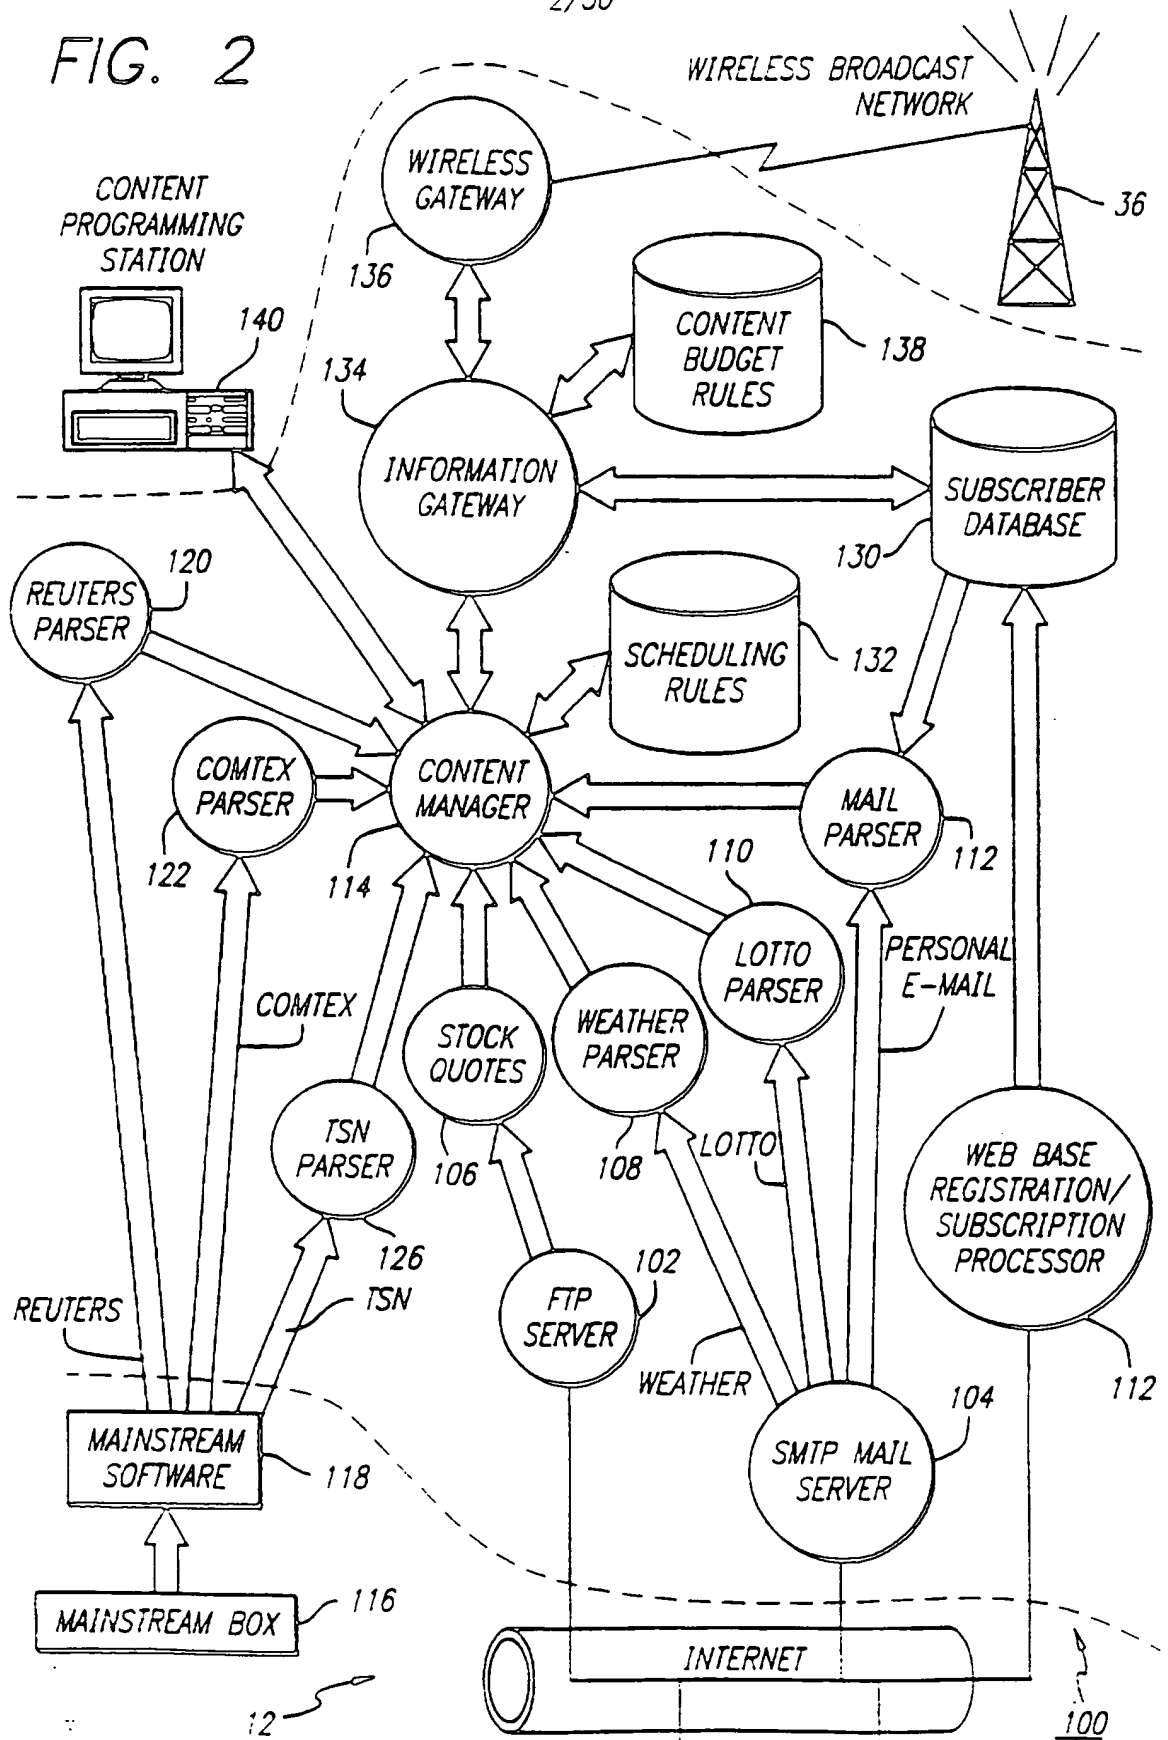 2/30
FIG. 2
WIRELESS BROADCAST
NETWORK
WIRELESS
GATEWAY
136
36
CONTENT
PROGRAMMING
STATION
140
CONTENT
BUDGET
RULES
138
134
INFORMATION
GATEWAY
SUBSCRIBER
DATABASE
130
120
REUTERS
PARSER
SCHEDULING
RULES
132
COMTEX
PARSER
122
CONTENT
MANAGER
114
MAIL
PARSER
112
110
LOTTO
PARSER
PERSONAL
E-MAIL
COMTEX
STOCK
QUOTES
106
WEATHER
PARSER
108
LOTTO
TSN
PARSER
126
TSN
WEB BASE
REGISTRATION/
SUBSCRIPTION
PROCESSOR
112
REUTERS
FTP
SERVER
102
WEATHER
104
SMTP MAIL
SERVER
MAINSTREAM
SOFTWARE
118
MAINSTREAM BOX
116
INTERNET
12
100